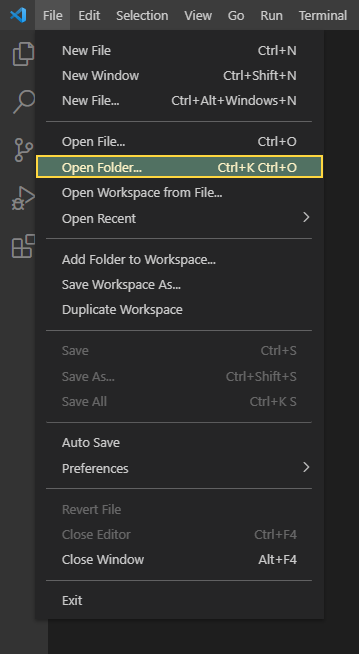 File Edit Selection View Go Run Terminal
New File Ctrl+N
New Window Ctrl+Shift+N
New File... Ctrl+Alt+Windows+N
Open File... Ctrl+O
Open Folder... Ctrl+K Ctrl+O
Open Workspace from File...
Open Recent
Add Folder to Workspace...
Save Workspace As...
Duplicate Workspace
Save Ctrl+S
Save As... Ctrl+Shift+S
Save All Ctrl+K S
Auto Save
Preferences
Revert File
Close Editor Ctrl+F4
Close Window Alt+F4
Exit